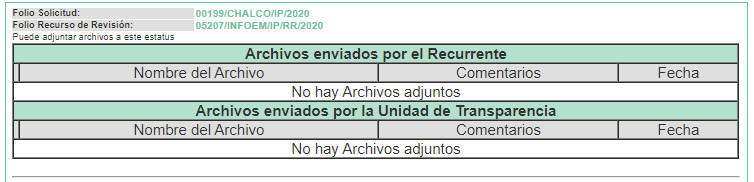 Folio Solicitud: 00199/CHALCO/IP/2020
Folio Recurso de Revisión: 05207/INFOEM/IP/RR/2020
Puede adjuntar archivos a este estatus
Archivos enviados por el Recurrente
Nombre del Archivo Comentarios Fecha
No hay Archivos adjuntos
Archivos enviados por la Unidad de Transparencia
Nombre del Archivo Comentarios Fecha
No hay Archivos adjuntos